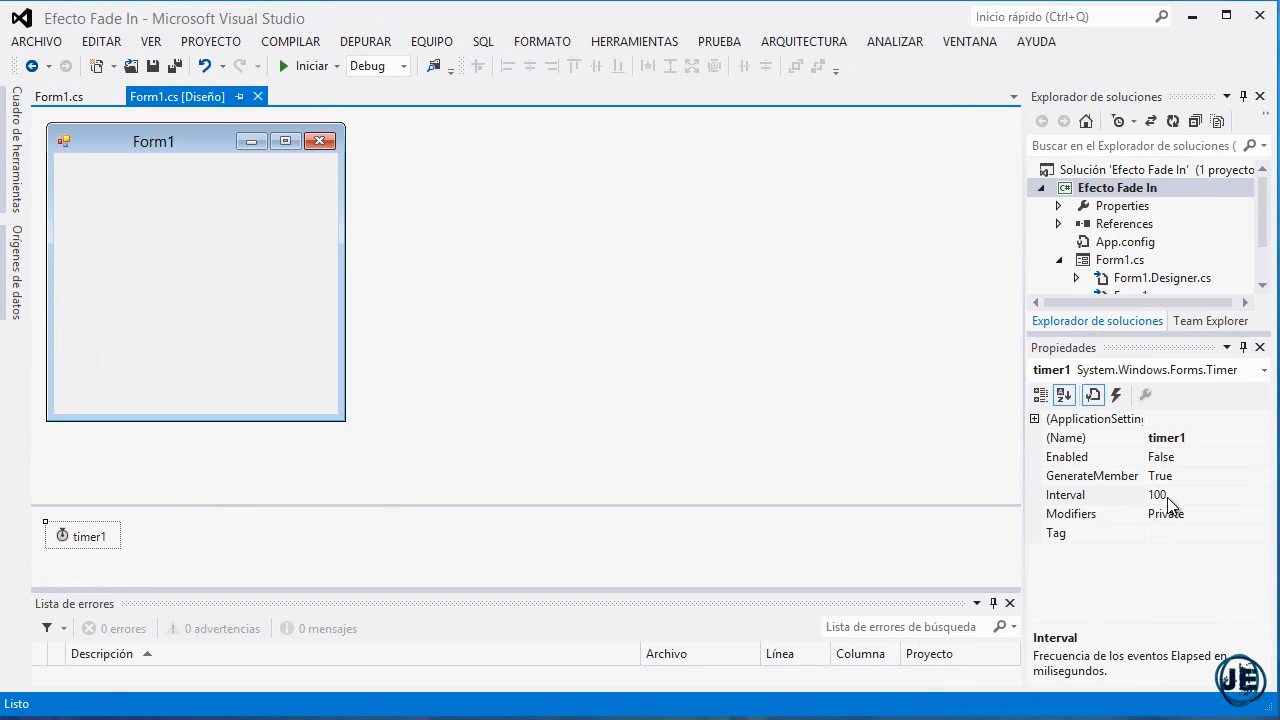 Efecto Fade In - Microsoft Visual Studio
Inicio rápido (Ctrl+Q)
ARCHIVO EDITAR VER PROYECTO COMPILAR DEPURAR EQUIPO SQL FORMATO HERRAMIENTAS PRUEBA ARQUITECTURA ANALIZAR VENTANA AYUDA
Iniciar Debug
Cuadro de herramientas
Orígenes de datos
Form1.cs Form1.cs [Diseño]
Form1
timer1
Lista de errores
0 errores 0 advertencias 0 mensajes
Lista de errores de búsqueda
Descripción Archivo Línea Columna Proyecto
Explorador de soluciones
Buscar en el Explorador de soluciones (
Solución 'Efecto Fade In' (1 proyecto
C# Efecto Fade In
Properties
References
App.config
Form1.cs
Form1.Designer.cs
Explorador de soluciones Team Explorer
Propiedades
timer1 System.Windows.Forms.Timer
(ApplicationSettin
(Name) timer1
Enabled False
GenerateMember True
Interval 100
Modifiers Private
Tag
Interval
Frecuencia de los eventos Elapsed en
milisegundos.
JE
Listo